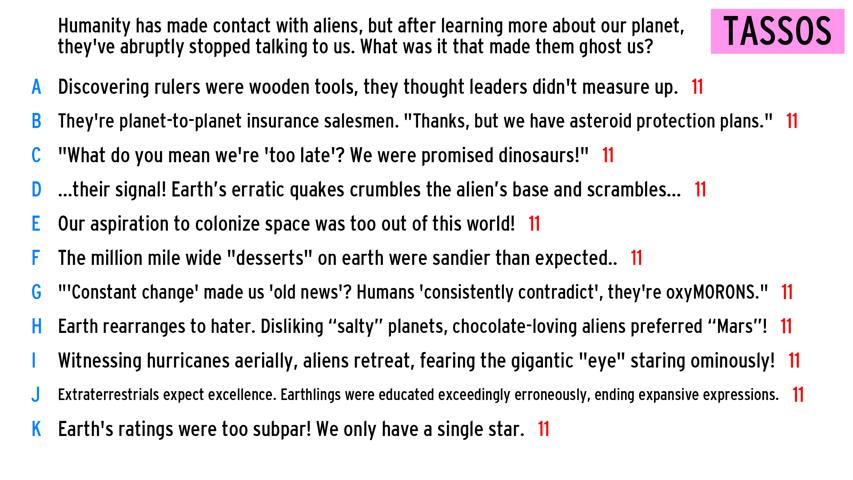 Humanity has made contact with aliens, but after learning more about our planet,
they've abruptly stopped talking to us. What was it that made them ghost us?
TASSOS
A Discovering rulers were wooden tools, they thought leaders didn't measure up. 11
B They're planet-to-planet insurance salesmen. "Thanks, but we have asteroid protection plans." 11
C "What do you mean we're 'too late'? We were promised dinosaurs!" 11
D ...their signal! Earth’s erratic quakes crumbles the alien’s base and scrambles... 11
E Our aspiration to colonize space was too out of this world! 11
F The million mile wide "desserts" on earth were sandier than expected.. 11
G "'Constant change' made us 'old news'? Humans 'consistently contradict', they're oxyMORONS." 11
H Earth rearranges to hater. Disliking “salty” planets, chocolate-loving aliens preferred “Mars”! 11
I Witnessing hurricanes aerially, aliens retreat, fearing the gigantic "eye" staring ominously! 11
J Extraterrestrials expect excellence. Earthlings were educated exceedingly erroneously, ending expansive expressions. 11
K Earth's ratings were too subpar! We only have a single star. 11